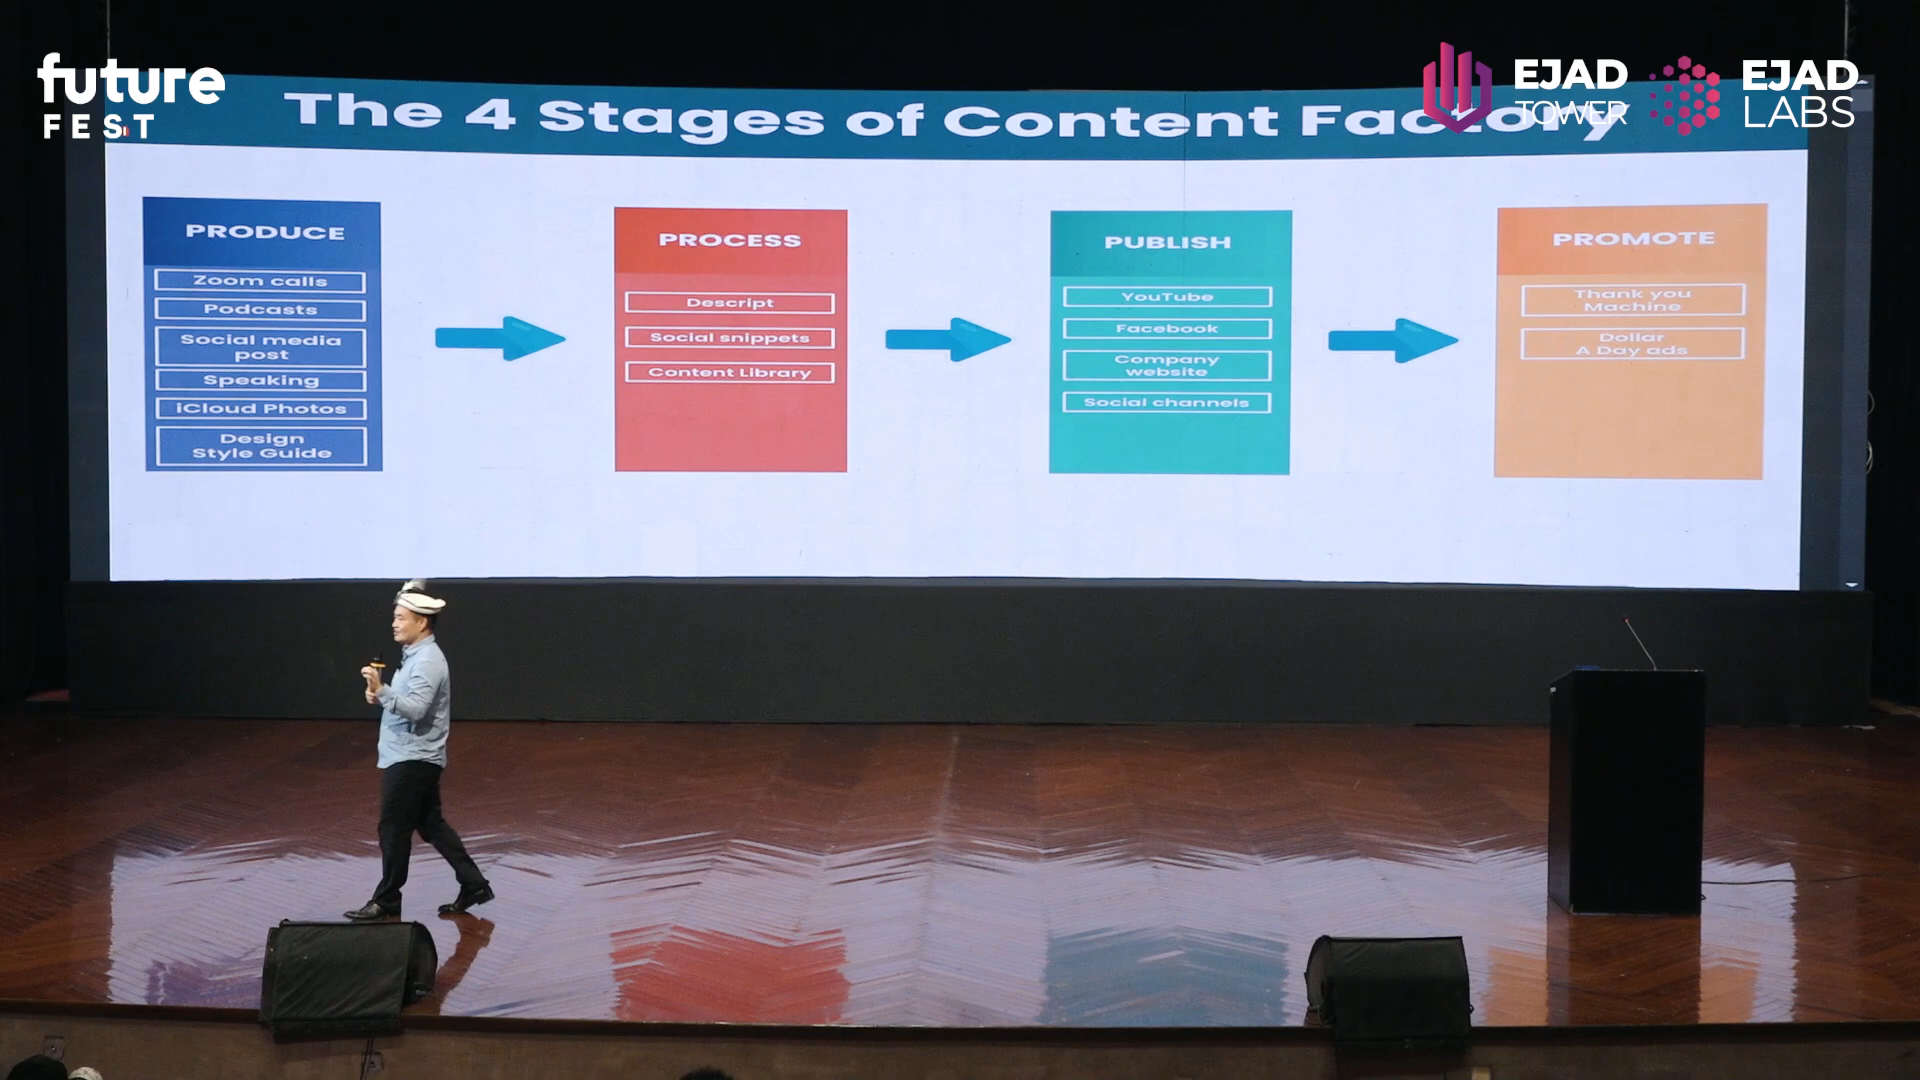 future
FEST
EJAD
TOWER
EJAD
LABS
The 4 Stages of Content Factory
PRODUCE
Zoom calls
Podcasts
Social media
post
Speaking
iCloud Photos
Design
Style Guide
PROCESS
Descript
Social snippets
Content Library
PUBLISH
YouTube
Facebook
Company
website
Social channels
PROMOTE
Thank you
Machine
Dollar
A Day ads